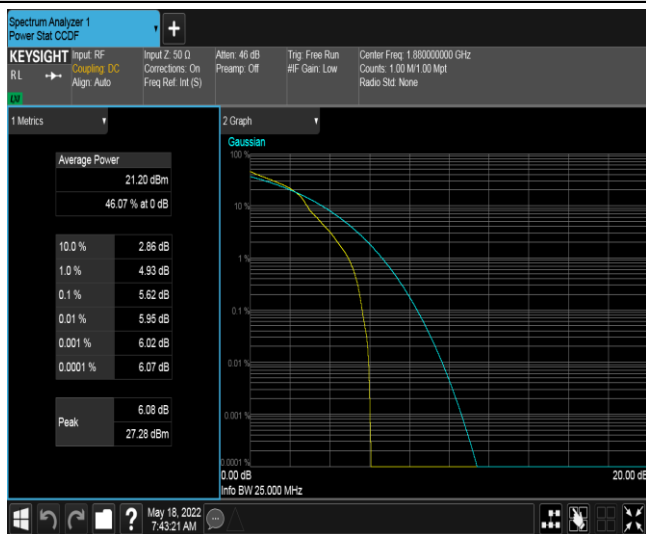 Spectrum Analyzer 1
Power Stat CCDF
+
KEYSIGHT
RL
Input: RF
Coupling: DC
Align: Auto
Input Z: 50 Ω
Corrections: On
Freq Ref: Int (S)
Atten: 46 dB
Preamp: Off
Trig: Free Run
#IF Gain: Low
Center Freq: 1.880000000 GHz
Counts: 1.00 M/1.00 Mpt
Radio Std: None
1 Metrics
Average Power
21.20 dBm
46.07 % at 0 dB
10.0 % 2.86 dB
1.0 % 4.93 dB
0.1 % 5.62 dB
0.01 % 5.95 dB
0.001 % 6.02 dB
0.0001 % 6.07 dB
Peak
6.08 dB
27.28 dBm
2 Graph
Gaussian
100 %
10 %
1 %
0.1 %
0.01 %
0.001 %
0.0001 %
0.00 dB
20.00 dB
Info BW 25.000 MHz
?
May 18, 2022
7:43:21 AM